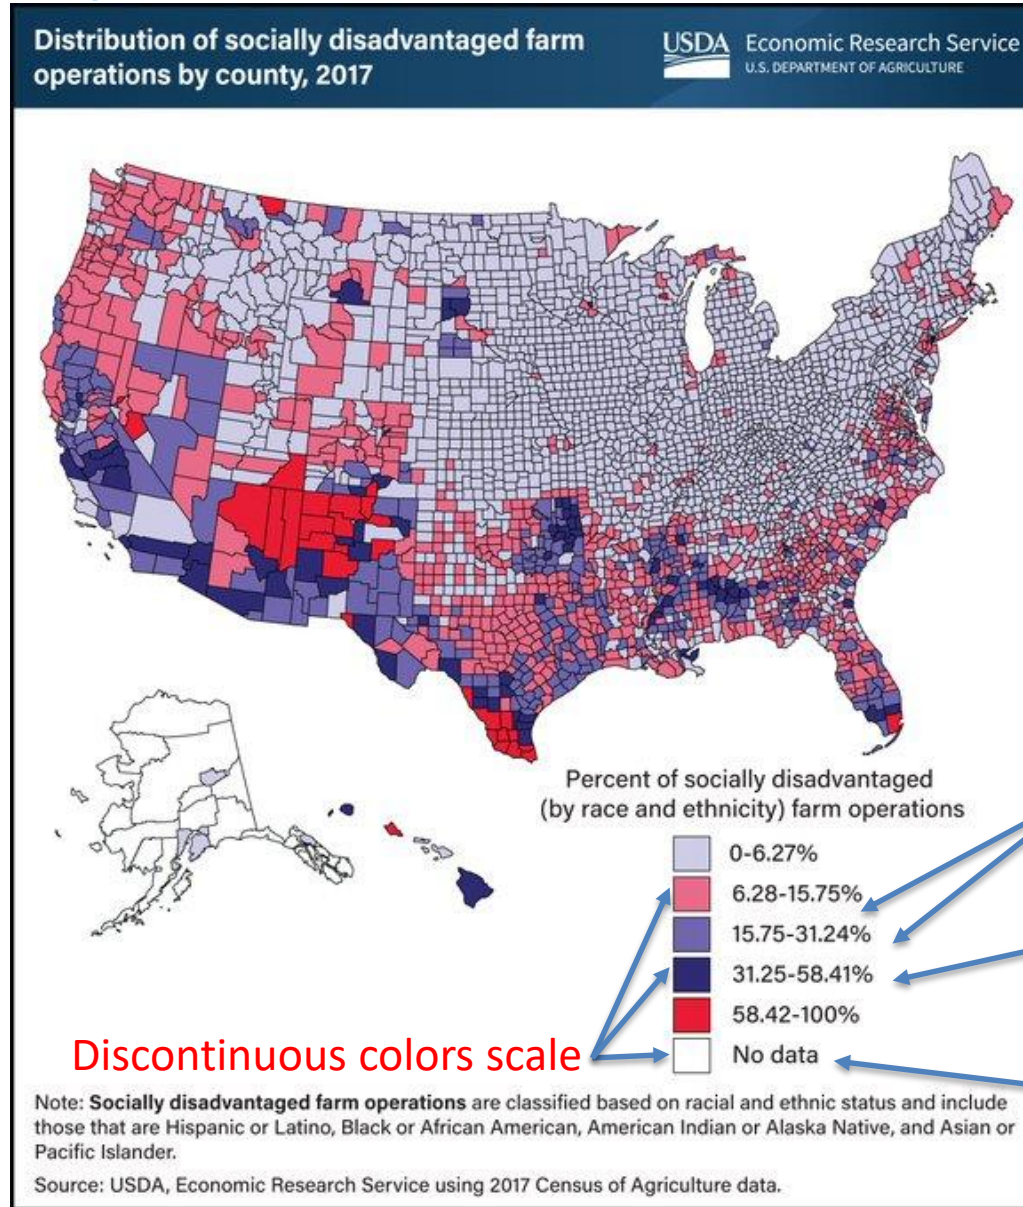 Distribution of socially disadvantaged farm
operations by county, 2017
USDA Economic Research Service
U.S. DEPARTMENT OF AGRICULTURE
Percent of socially disadvantaged
(by race and ethnicity) farm operations
0-6.27%
6.28-15.75%
15.75-31.24%
31.25-58.41%
58.42-100%
No data
Discontinuous colors scale
Note: Socially disadvantaged farm operations are classified based on racial and ethnic status and include
those that are Hispanic or Latino, Black or African American, American Indian or Alaska Native, and Asian or
Pacific Islander.
Source: USDA, Economic Research Service using 2017 Census of Agriculture data.